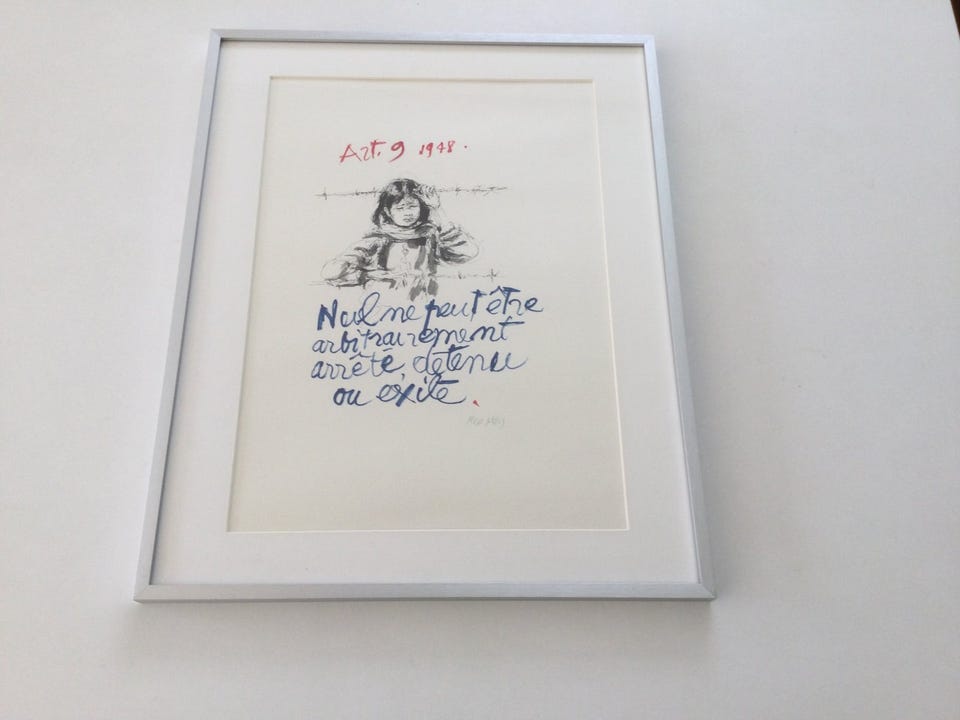 Art. 9 1948.
Nul ne peut être
arbitrairement
arrêté, détenu
ou exilé.